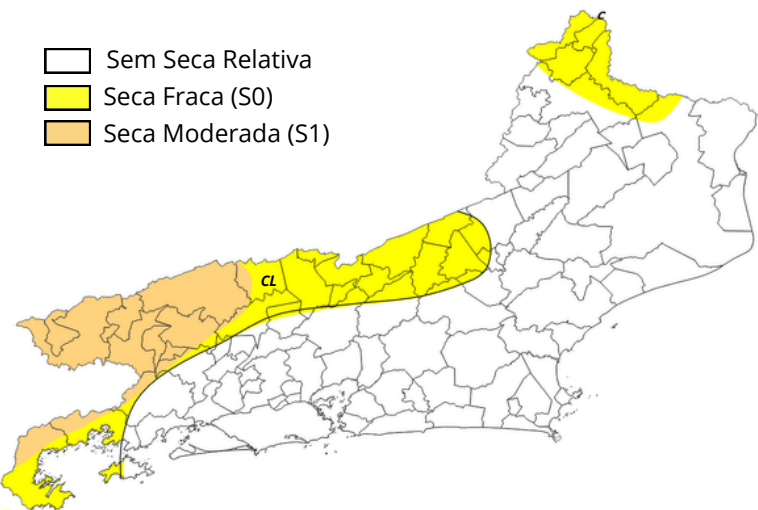 C
Sem Seca Relativa
Seca Fraca (S0)
Seca Moderada (S1)
CL